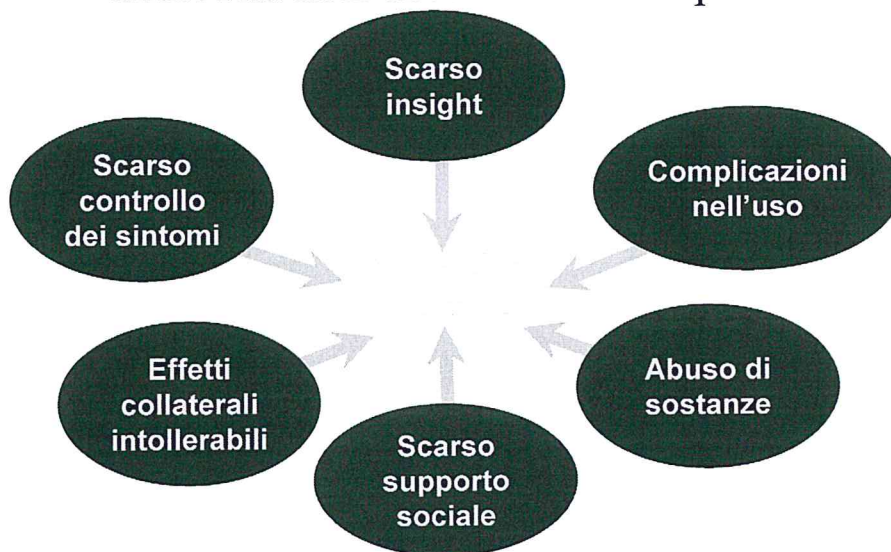 Scarso
insight
Complicazioni
nell'uso
Abuso di
sostanze
Scarso
supporto
sociale
Effetti
collaterali
intollerabili
Scarso
controllo
dei sintomi